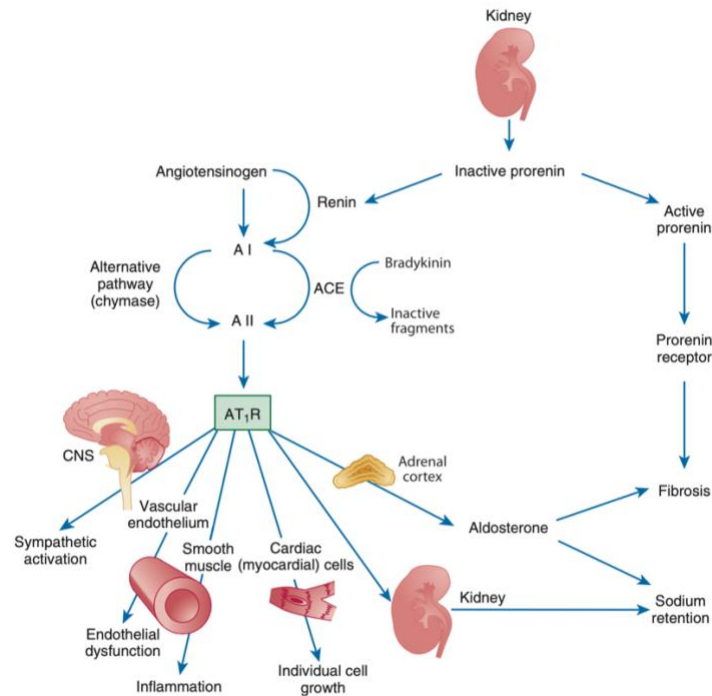 Kidney
Angiotensinogen
Inactive prorenin
Renin
Active
prorenin
A I
Alternative
pathway
(chymase)
ACE
Bradykinin
Inactive
fragments
A II
Prorenin
receptor
AT₁R
CNS
Adrenal
cortex
Vascular
endothelium
Fibrosis
Sympathetic
activation
Smooth
muscle
Cardiac
(myocardial) cells
Aldosterone
Kidney
Sodium
retention
Endothelial
dysfunction
Inflammation
Individual cell
growth